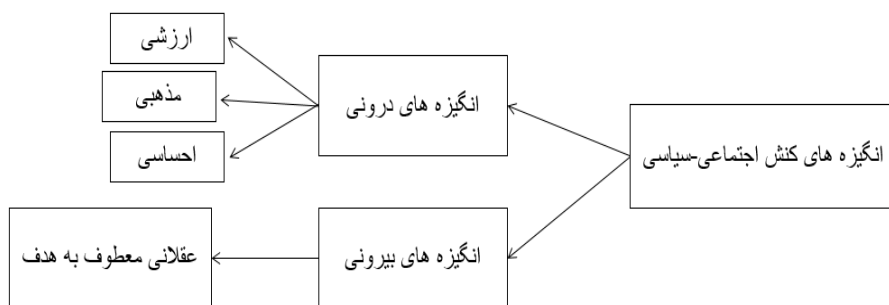 انگیزه های کنش اجتماعی-سیاسی
انگیزه های درونی
ارزشی
مذهبی
احساسی
انگیزه های بیرونی
عقلانی معطوف به هدف